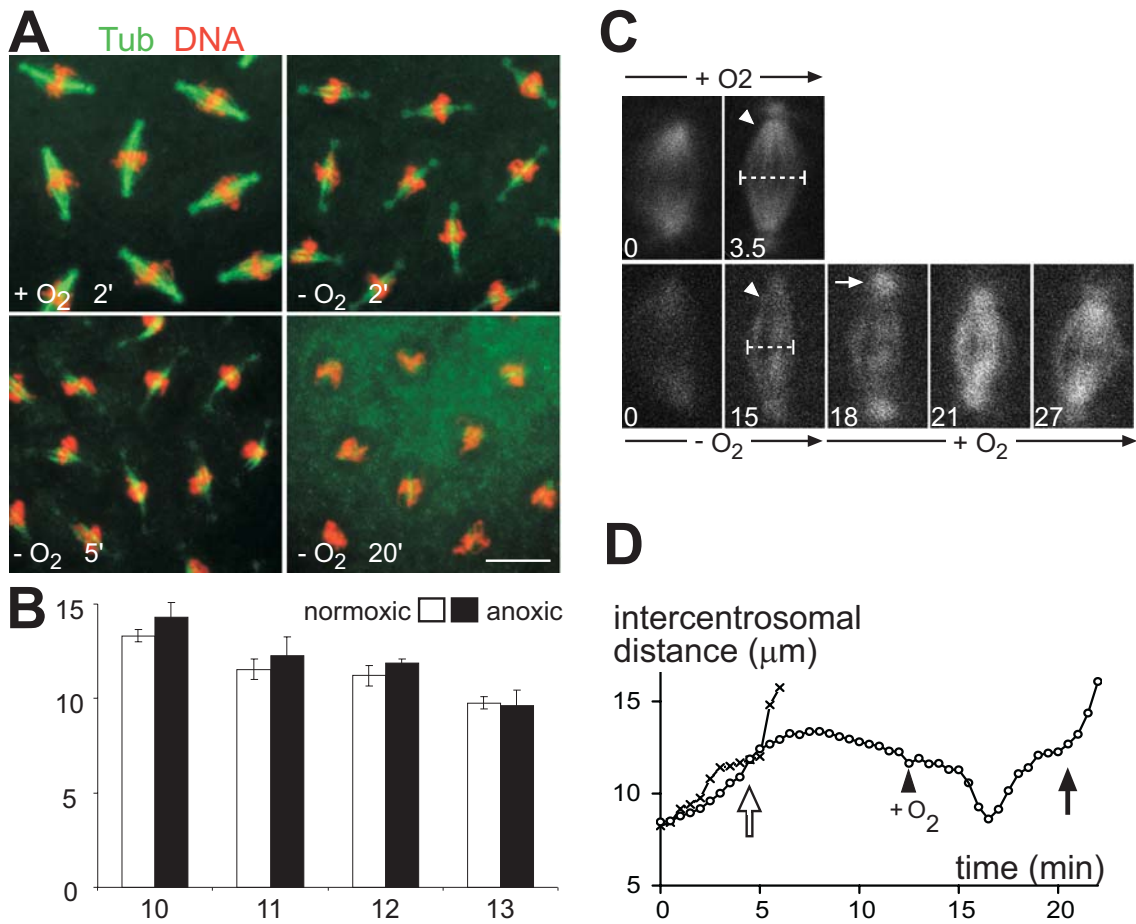 A
Tub DNA
+ O2 2'
- O2 2'
- O2 5'
- O2 20'
B
normoxic anoxic
15
10
5
0
10 11 12 13
C
+ O2
0 3.5
0 15 18 21 27
- O2 + O2
D
intercentrosomal
distance (μm)
15
10
5
+ O2
time (min)
0 5 10 15 20